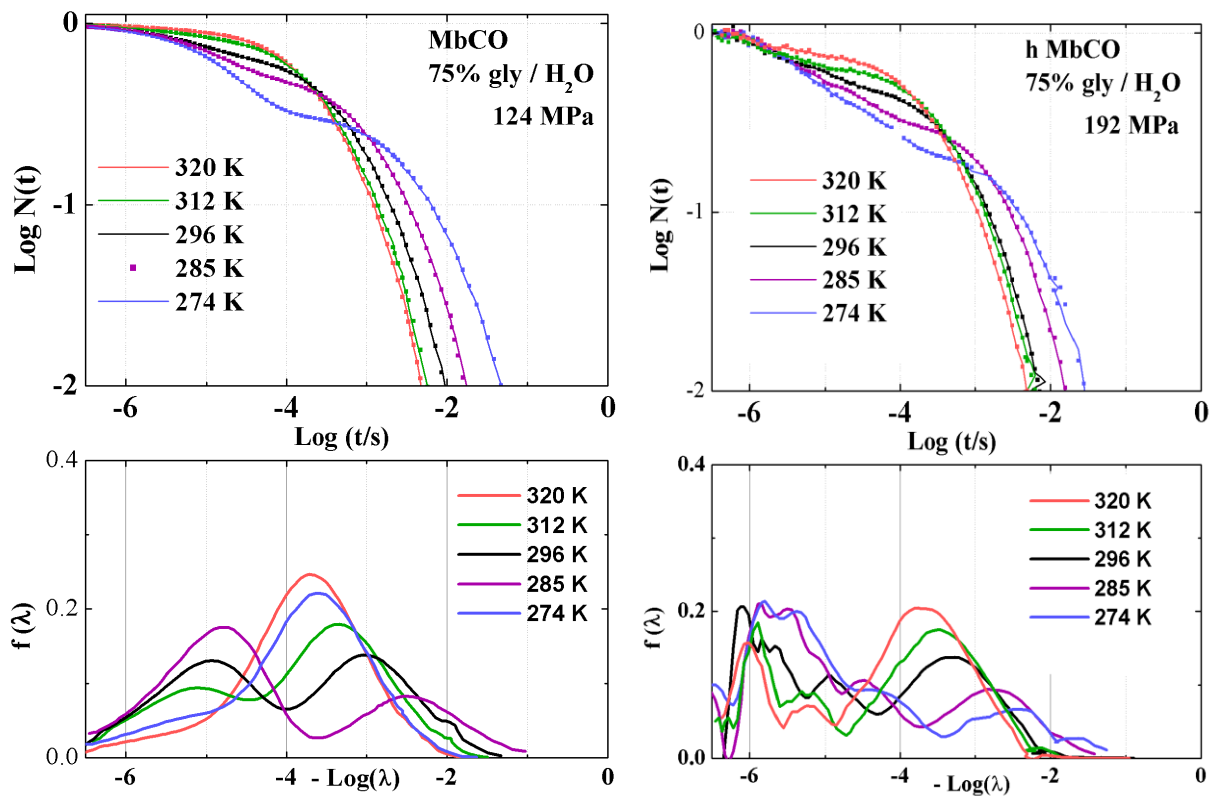 MbCO
75% gly / H₂O
124 MPa
320 K
312 K
296 K
285 K
274 K
Log N(t)
0
-1
-2
-6
-4
-2
0
Log (t/s)
h MbCO
75% gly / H₂O
192 MPa
320 K
312 K
296 K
285 K
274 K
Log N(t)
0
-1
-2
-6
-4
-2
0
Log (t/s)
320 K
312 K
296 K
285 K
274 K
f (λ)
0.4
0.2
0.0
-6
-4
-2
0
- Log(λ)
320 K
312 K
296 K
285 K
274 K
f (λ)
0.4
0.2
0.0
-6
-4
-2
0
- Log(λ)